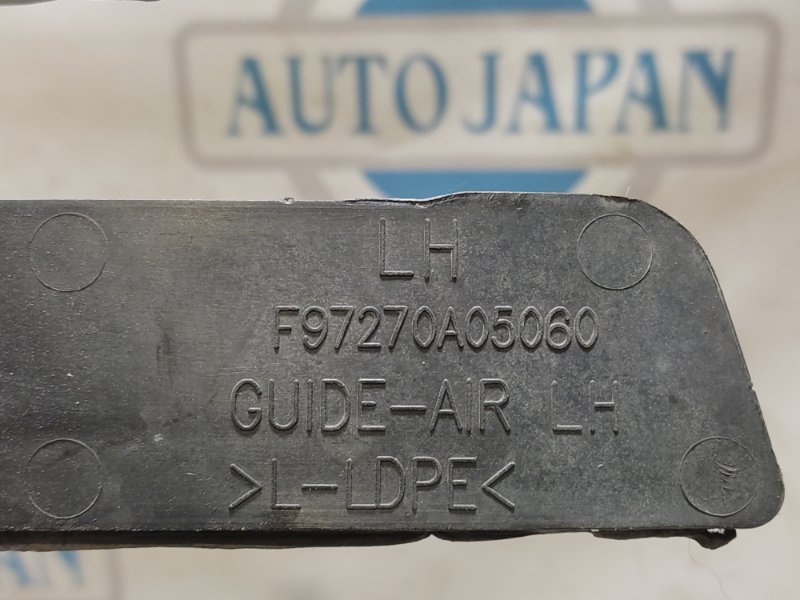 AUTO JAPAN
LH
F97270A05060
GUIDE-AIR LH
>L-LDPE<